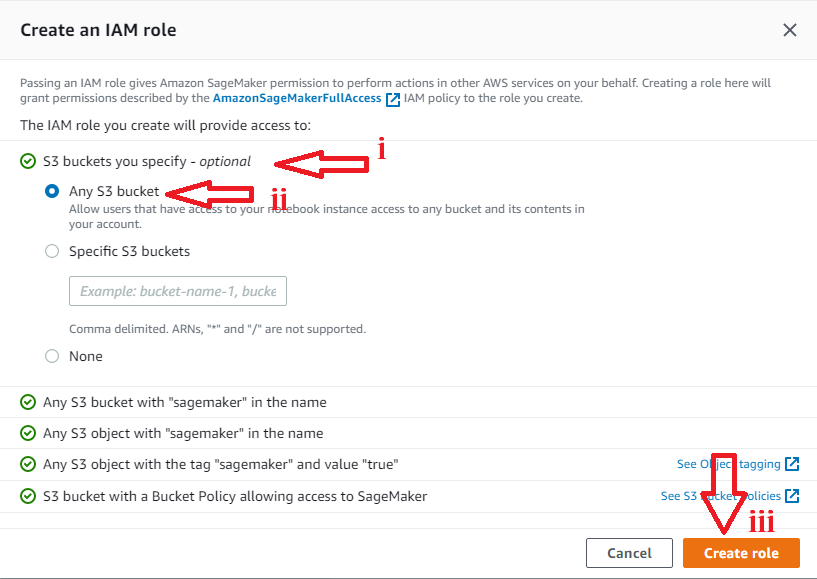 Create an IAM role
Passing an IAM role gives Amazon SageMaker permission to perform actions in other AWS services on your behalf. Creating a role here will
grant permissions described by the AmazonSageMakerFullAccess IAM policy to the role you create.
The IAM role you create will provide access to:
S3 buckets you specify - optional
i
Any S3 bucket
ii
Allow users that have access to your notebook instance access to any bucket and its contents in
your account.
Specific S3 buckets
Example: bucket-name-1, bucke
Comma delimited. ARNs, "*" and "/" are not supported.
None
Any S3 bucket with "sagemaker" in the name
Any S3 object with "sagemaker" in the name
Any S3 object with the tag "sagemaker" and value "true" See Object tagging
S3 bucket with a Bucket Policy allowing access to SageMaker See S3 Bucket Policies
iii
Cancel Create role